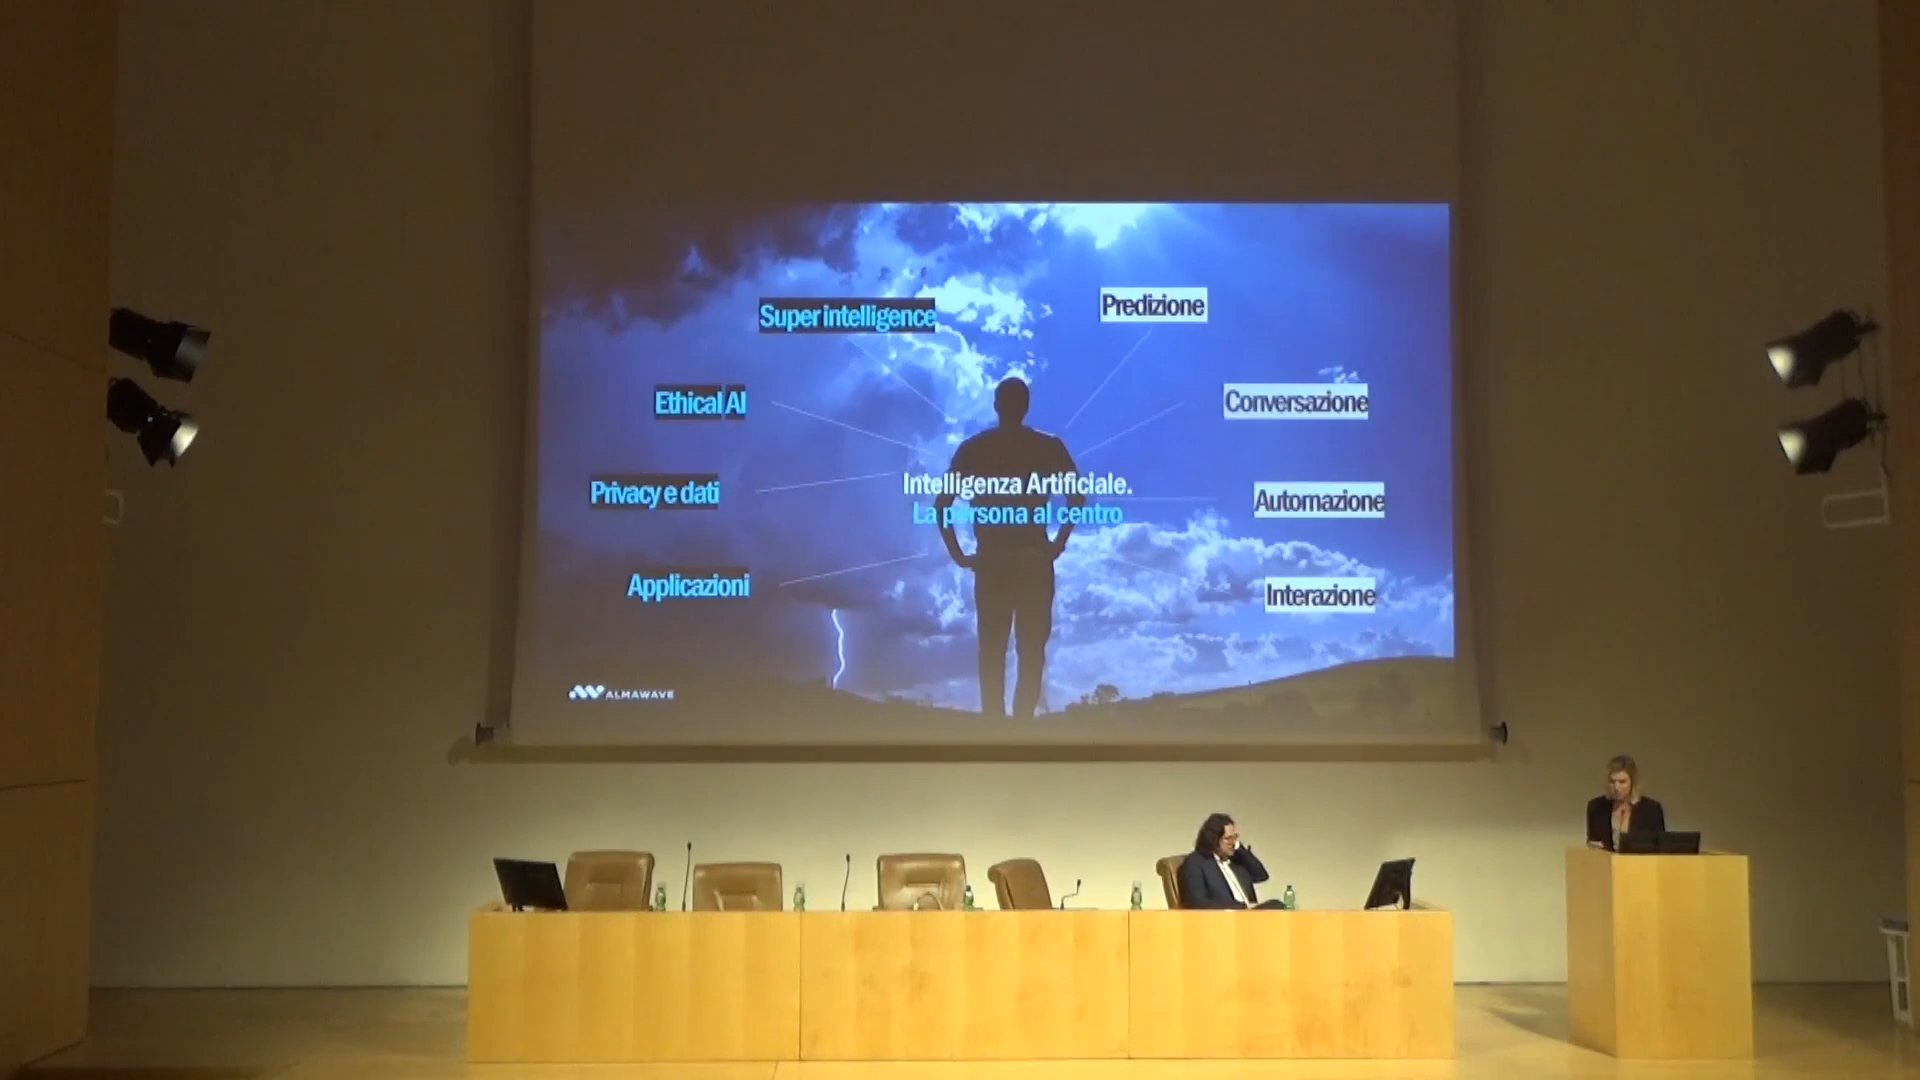 Super intelligence
Predizione
Ethical AI
Conversazione
Privacy e dati
Intelligenza Artificiale.
La persona al centro
Automazione
Applicazioni
Interazione
ALMAWAVE